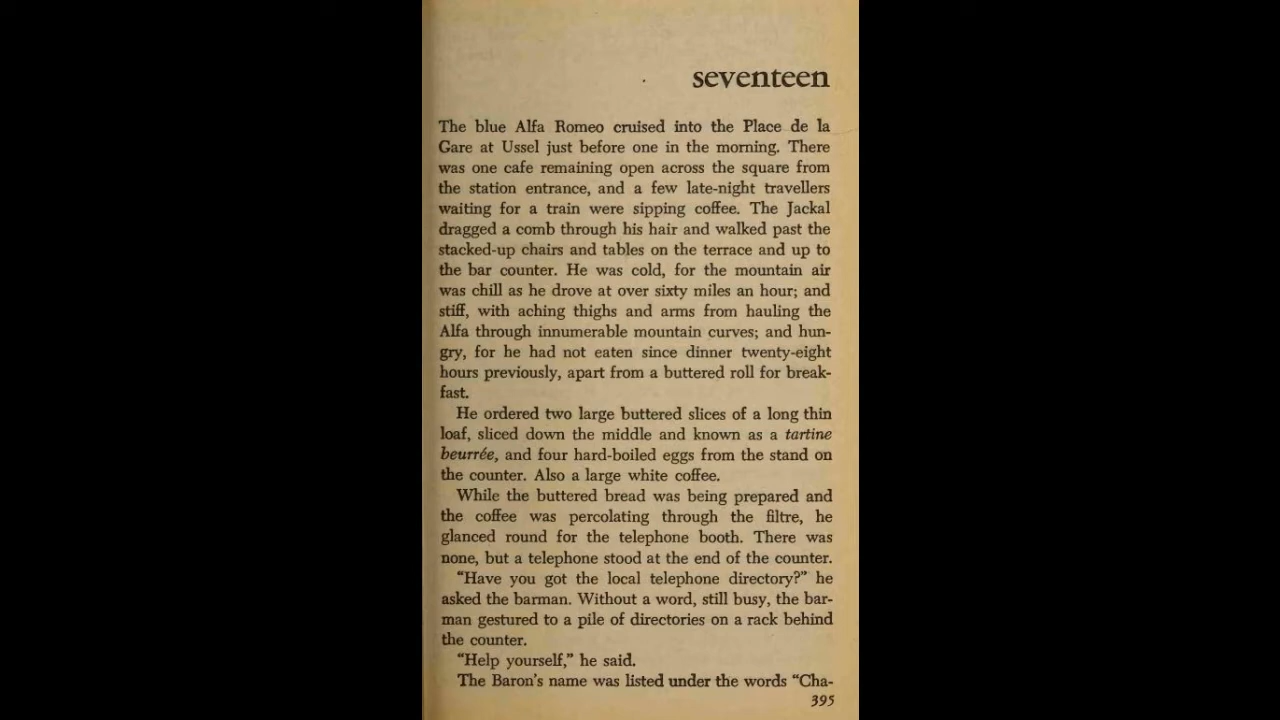 seventeen
The blue Alfa Romeo cruised into the Place de la
Gare at Ussel just before one in the morning. There
was one cafe remaining open across the square from
the station entrance, and a few late-night travellers
waiting for a train were sipping coffee. The Jackal
dragged a comb through his hair and walked past the
stacked-up chairs and tables on the terrace and up to
the bar counter. He was cold, for the mountain air
was chill as he drove at over sixty miles an hour; and
stiff, with aching thighs and arms from hauling the
Alfa through innumerable mountain curves; and hun-
gry, for he had not eaten since dinner twenty-eight
hours previously, apart from a buttered roll for break-
fast.
He ordered two large buttered slices of a long thin
loaf, sliced down the middle and known as a tartine
beurrée, and four hard-boiled eggs from the stand on
the counter. Also a large white coffee.
While the buttered bread was being prepared and
the coffee was percolating through the filtre, he
glanced round for the telephone booth. There was
none, but a telephone stood at the end of the counter.
“Have you got the local telephone directory?” he
asked the barman. Without a word, still busy, the bar-
man gestured to a pile of directories on a rack behind
the counter.
“Help yourself,” he said.
The Baron’s name was listed under the words “Cha-
395